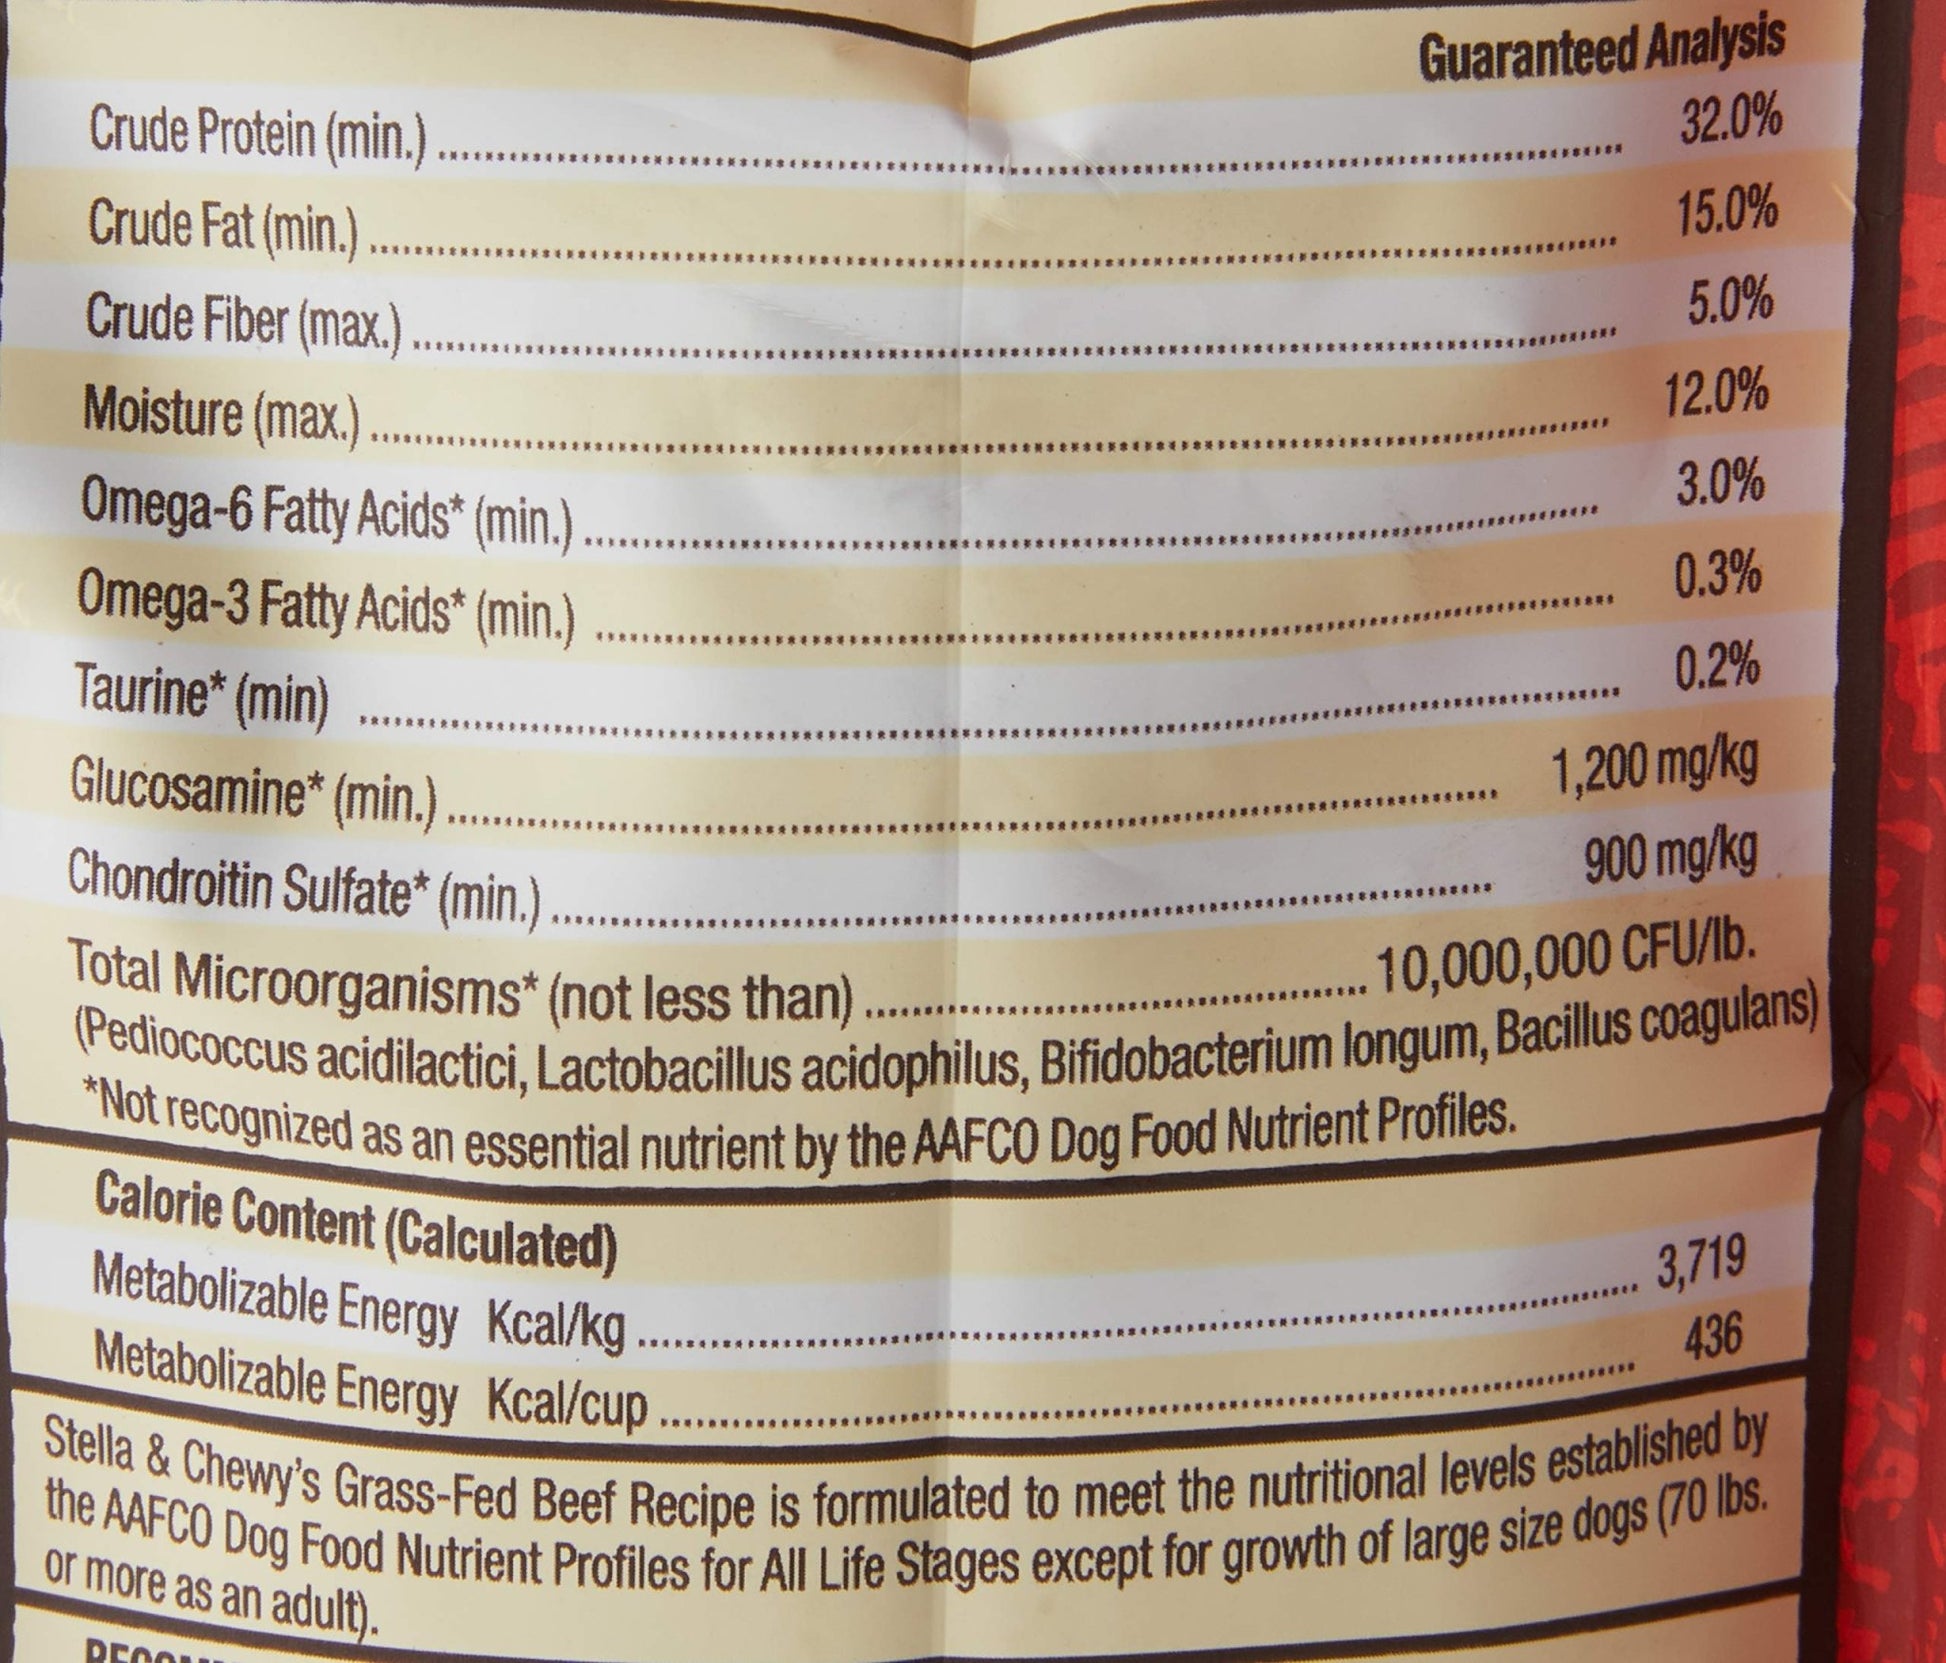 Guaranteed Analysis
Crude Protein (min.) 32.0%
Crude Fat (min.) 15.0%
Crude Fiber (max.) 5.0%
Moisture (max.) 12.0%
Omega-6 Fatty Acids* (min.) 3.0%
Omega-3 Fatty Acids* (min.) 0.3%
Taurine* (min) 0.2%
Glucosamine* (min.) 1,200 mg/kg
Chondroitin Sulfate* (min.) 900 mg/kg
Total Microorganisms* (not less than) 10,000,000 CFU/lb.
(Pediococcus acidilactici, Lactobacillus acidophilus, Bifidobacterium longum, Bacillus coagulans)
*Not recognized as an essential nutrient by the AAFCO Dog Food Nutrient Profiles.
Calorie Content (Calculated)
Metabolizable Energy Kcal/kg 3,719
Metabolizable Energy Kcal/cup 436
Stella & Chewy's Grass-Fed Beef Recipe is formulated to meet the nutritional levels established by
the AAFCO Dog Food Nutrient Profiles for All Life Stages except for growth of large size dogs (70 lbs.
or more as an adult).